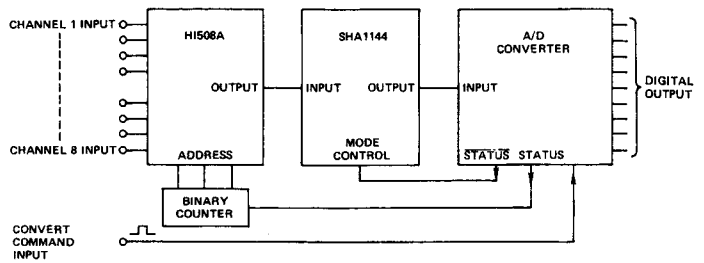 CHANNEL 1 INPUT
HI508A
SHA1144
A/D
CONVERTER
OUTPUT
INPUT
OUTPUT
INPUT
DIGITAL
OUTPUT
CHANNEL 8 INPUT
ADDRESS
MODE
CONTROL
STATUS STATUS
BINARY
COUNTER
CONVERT
COMMAND
INPUT